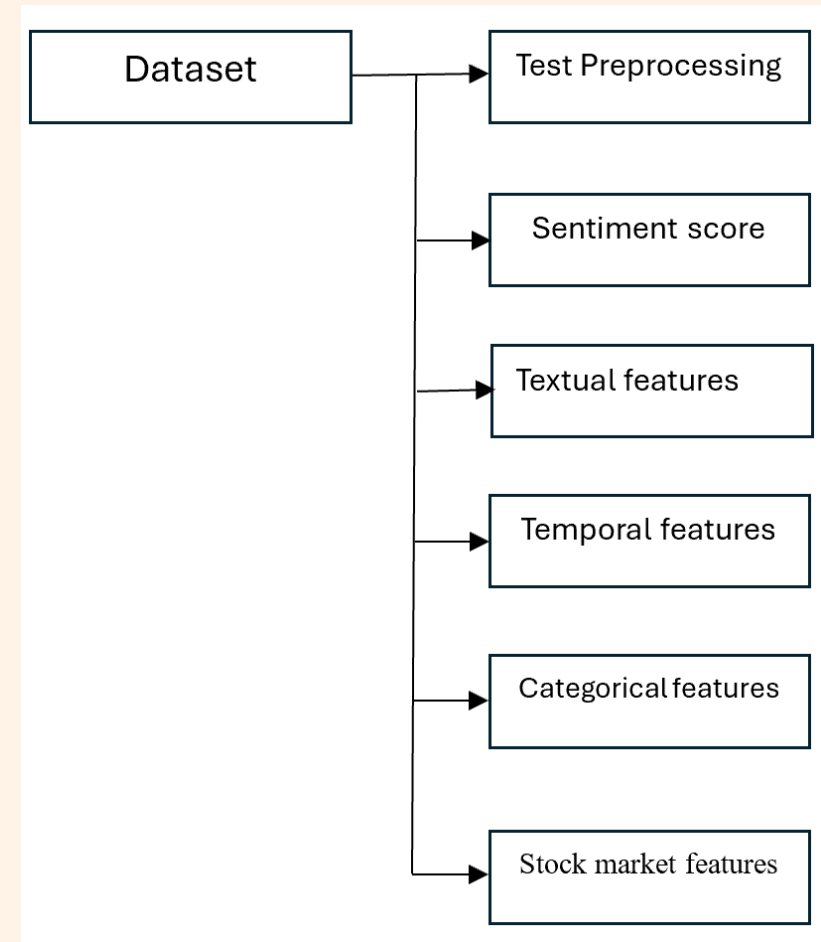 Dataset
Test Preprocessing
Sentiment score
Textual features
Temporal features
Categorical features
Stock market features